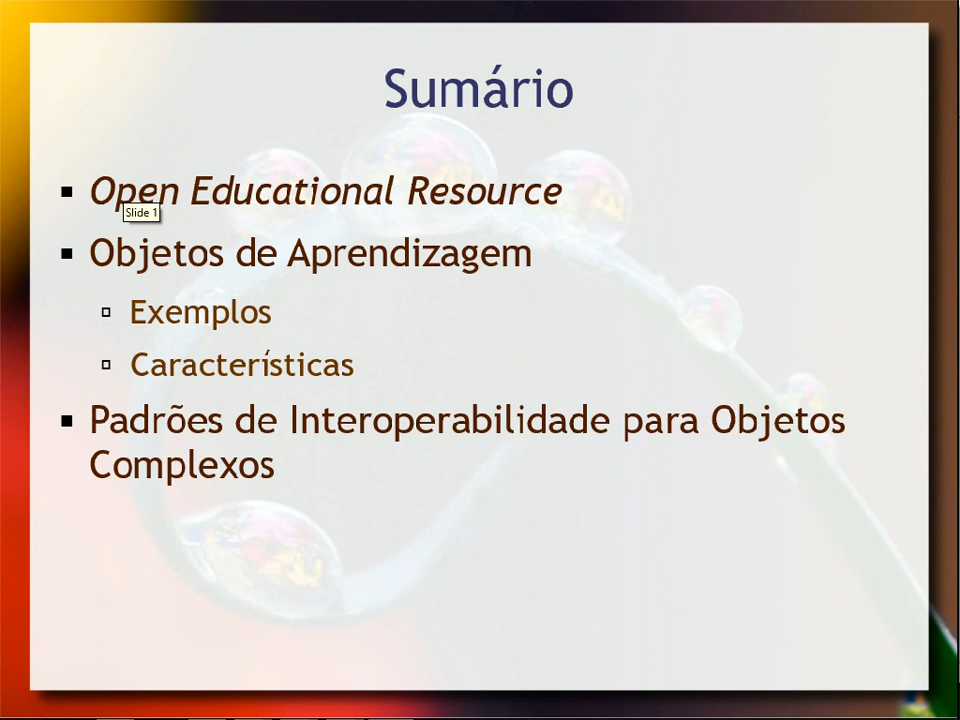 Sumário
Open Educational Resource
Slide 1
Objetos de Aprendizagem
Exemplos
Características
Padrões de Interoperabilidade para Objetos
Complexos